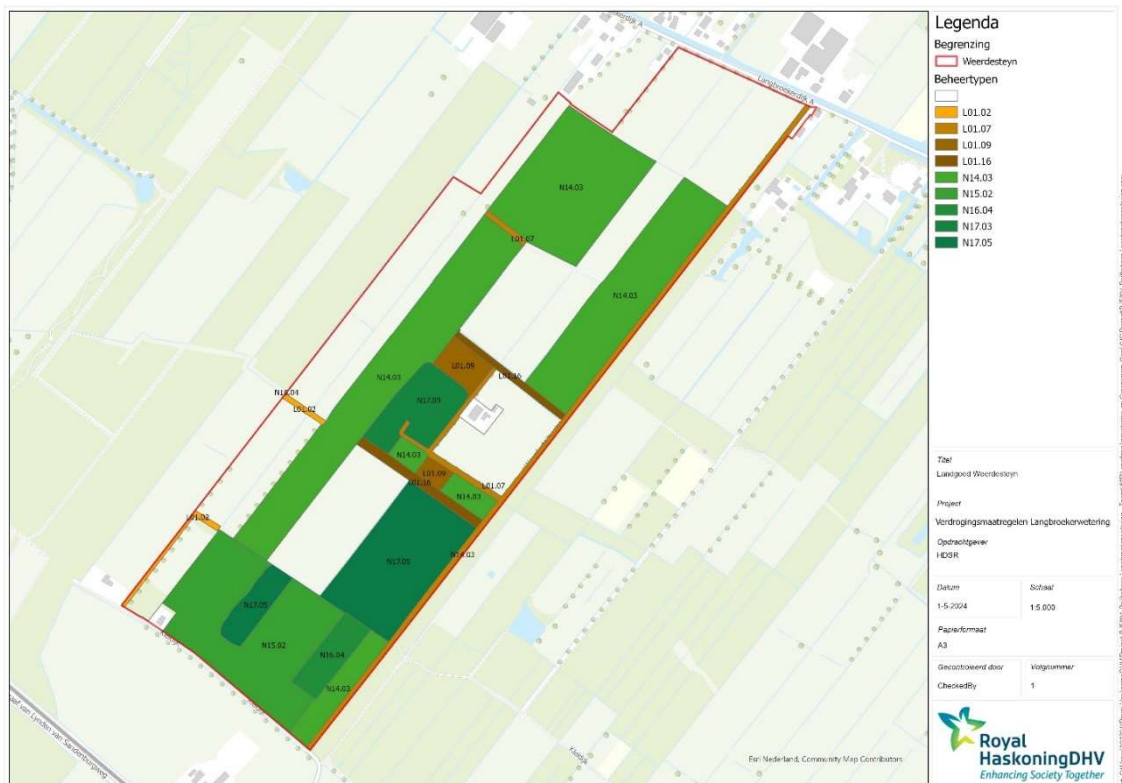 Legenda
Begrenzing
Weerdesteyn
Beheertypen
L01.02
L01.07
L01.09
L01.16
N14.03
N15.02
N16.04
N17.03
N17.05
Langbroekerdijk A
N14.03
L01.07
N14.03
L01.09
L01.16
N14.03
N17.03
N16.04
L01.02
N14.03
L01.09
L01.16
L01.07
N14.03
L01.02
N14.03
N17.05
N17.05
N15.02
N16.04
N14.03
Kleidijk
Esri Nederland, Community Map Contributors
Titel
Landgoed Weerdesteyn
Project
Verdrogingsmaatregelen Langbroekerwetering
Opdrachtgever
HDSR
Datum
Schaal
1-5-2024
1:5.000
Papierformaat
A3
Gecontroleerd door
Volgnummer
CheckedBy
1
Royal
HaskoningDHV
Enhancing Society Together